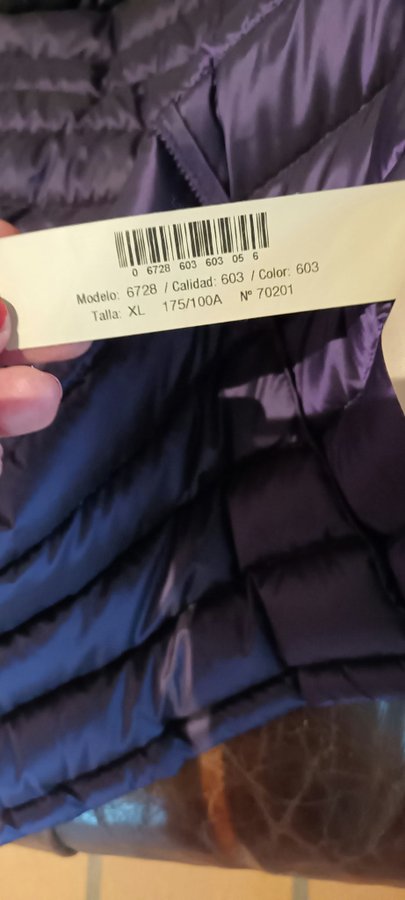 0 6728 603 603 05 6
Modelo: 6728 / Calidad: 603 / Color: 603
Talla: XL 175/100A Nº 70201